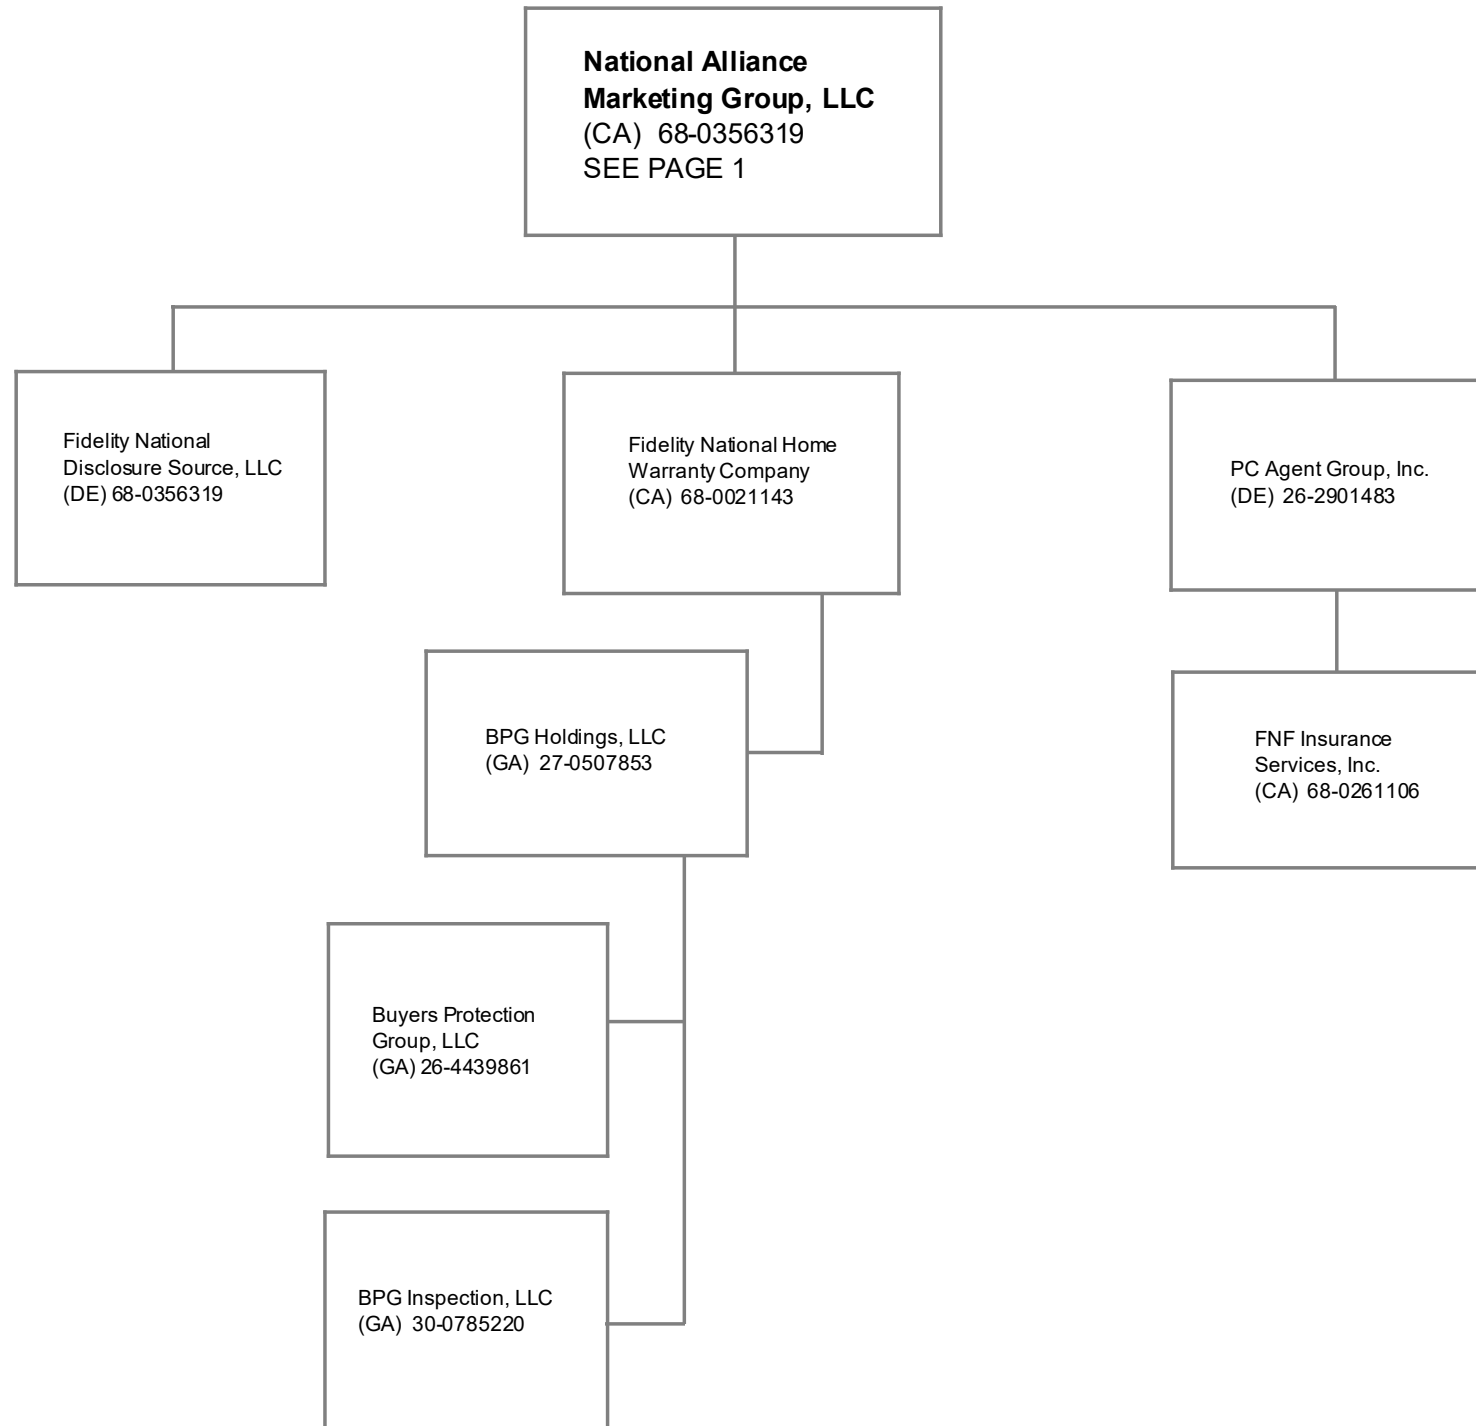 National Alliance
Marketing Group, LLC
(CA) 68-0356319
SEE PAGE 1
Fidelity National
Disclosure Source, LLC
(DE) 68-0356319
Fidelity National Home
Warranty Company
(CA) 68-0021143
PC Agent Group, Inc.
(DE) 26-2901483
BPG Holdings, LLC
(GA) 27-0507853
FNF Insurance
Services, Inc.
(CA) 68-0261106
Buyers Protection
Group, LLC
(GA) 26-4439861
BPG Inspection, LLC
(GA) 30-0785220